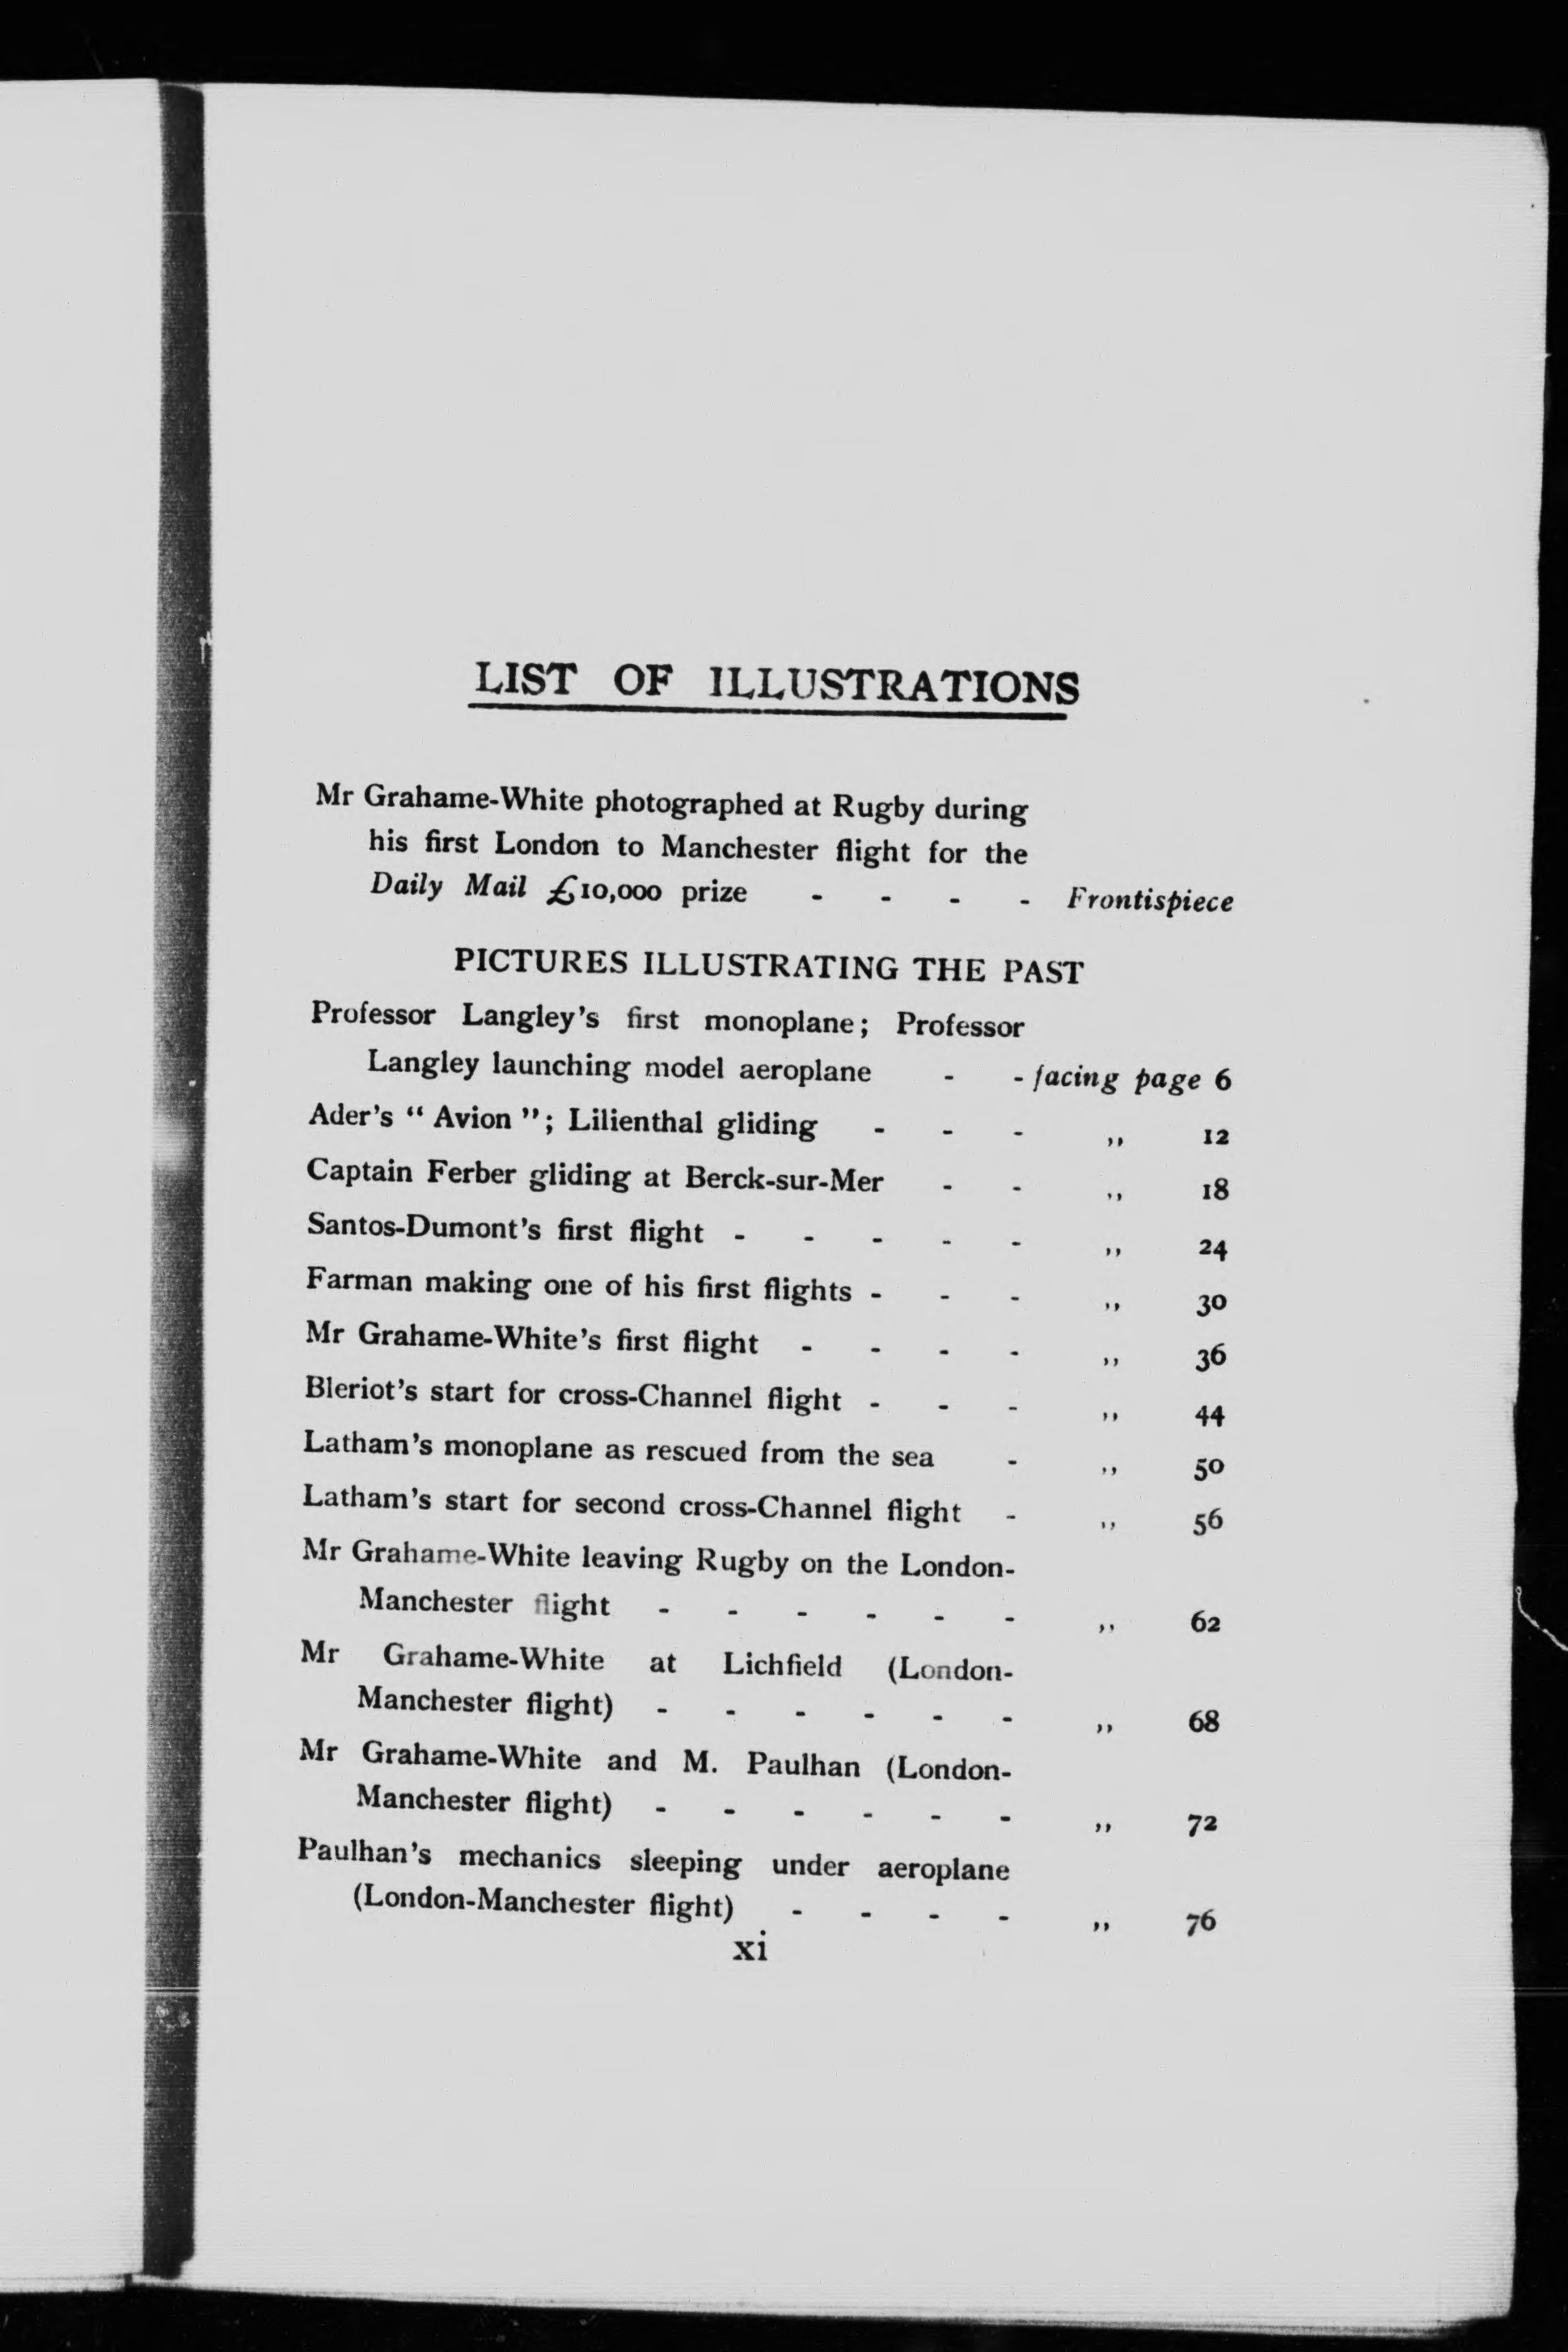 LIST OF ILLUSTRATIONS
Mr Grahame-White photographed at Rugby during
his first London to Manchester flight for the
Daily Mail £10,000 prize - - - - Frontispiece
PICTURES ILLUSTRATING THE PAST
Professor Langley's first monoplane; Professor
Langley launching model aeroplane - - facing page 6
Ader's “ Avion ”; Lilienthal gliding - - - ,, 12
Captain Ferber gliding at Berck-sur-Mer - - ,, 18
Santos-Dumont's first flight - - - - - ,, 24
Farman making one of his first flights - - - ,, 30
Mr Grahame-White's first flight - - - - ,, 36
Bleriot's start for cross-Channel flight - - - ,, 44
Latham's monoplane as rescued from the sea - ,, 50
Latham's start for second cross-Channel flight - ,, 56
Mr Grahame-White leaving Rugby on the London-
Manchester flight - - - - - - ,, 62
Mr Grahame-White at Lichfield (London-
Manchester flight) - - - - - - ,, 68
Mr Grahame-White and M. Paulhan (London-
Manchester flight) - - - - - - ,, 72
Paulhan's mechanics sleeping under aeroplane
(London-Manchester flight) - - - - ,, 76
xi